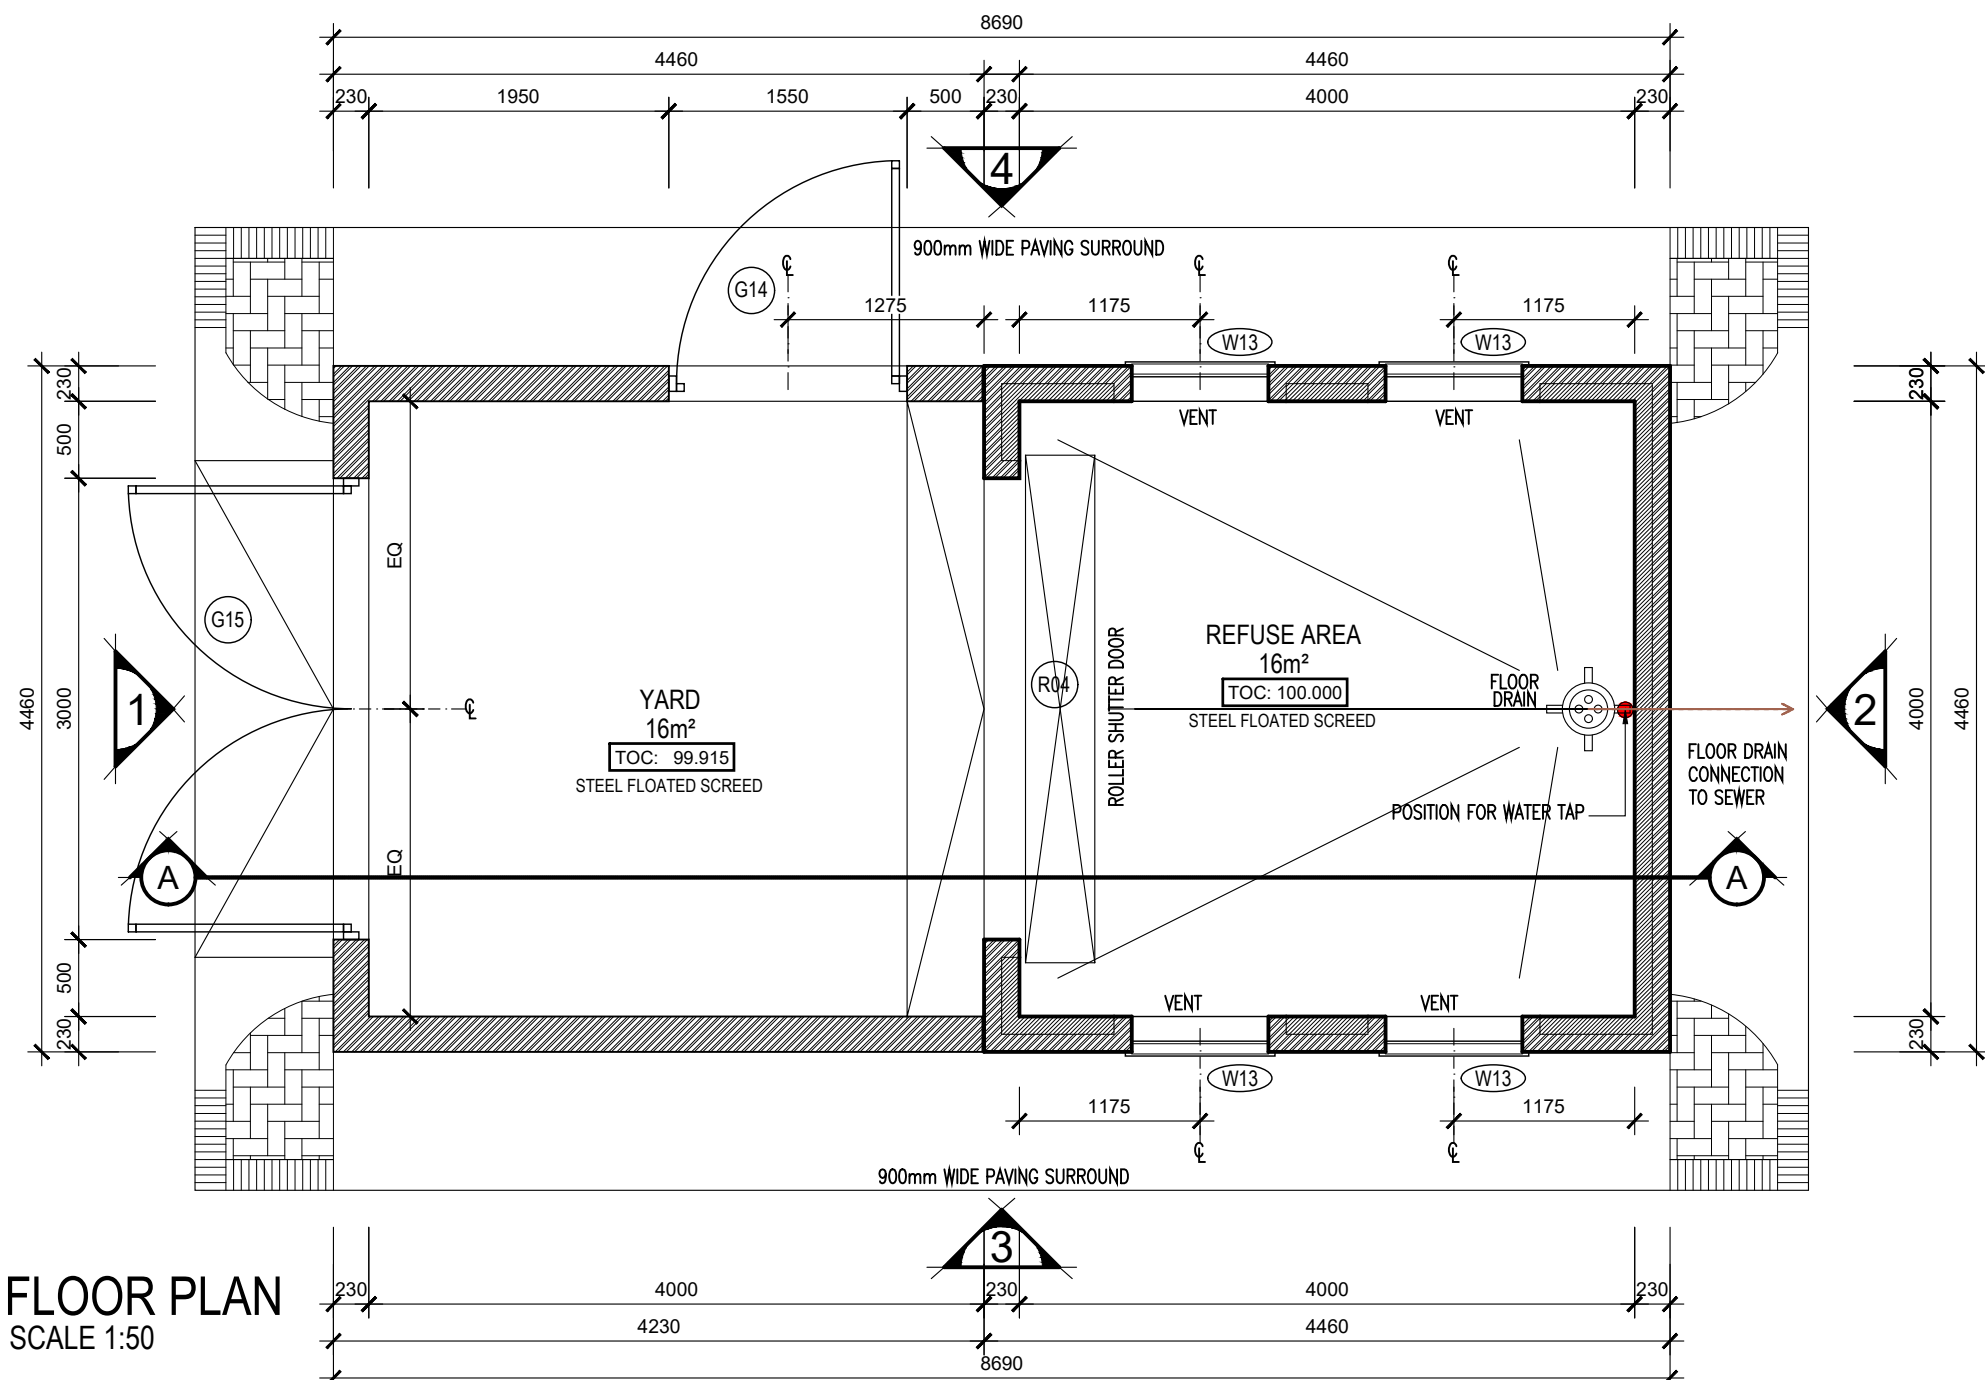 8690
4460 4460
230 1950 1550 500 230 4000 230
4
900mm WIDE PAVING SURROUND
G14
℄ ℄ ℄
1275 1175 1175
W13 W13
230 230
VENT VENT
500
EQ
G15
ROLLER SHUTTER DOOR
R04
REFUSE AREA
16m²
TOC: 100.000
STEEL FLOATED SCREED
FLOOR
DRAIN
YARD
16m²
TOC: 99.915
STEEL FLOATED SCREED
℄
4460 3000 1
2 4000 4460
FLOOR DRAIN
CONNECTION
TO SEWER
POSITION FOR WATER TAP
EQ
A A
500
VENT VENT
230 230
W13 W13
1175 1175
℄ ℄
900mm WIDE PAVING SURROUND
3
FLOOR PLAN
SCALE 1:50
230 4000 230 4000 230
4230 4460
8690